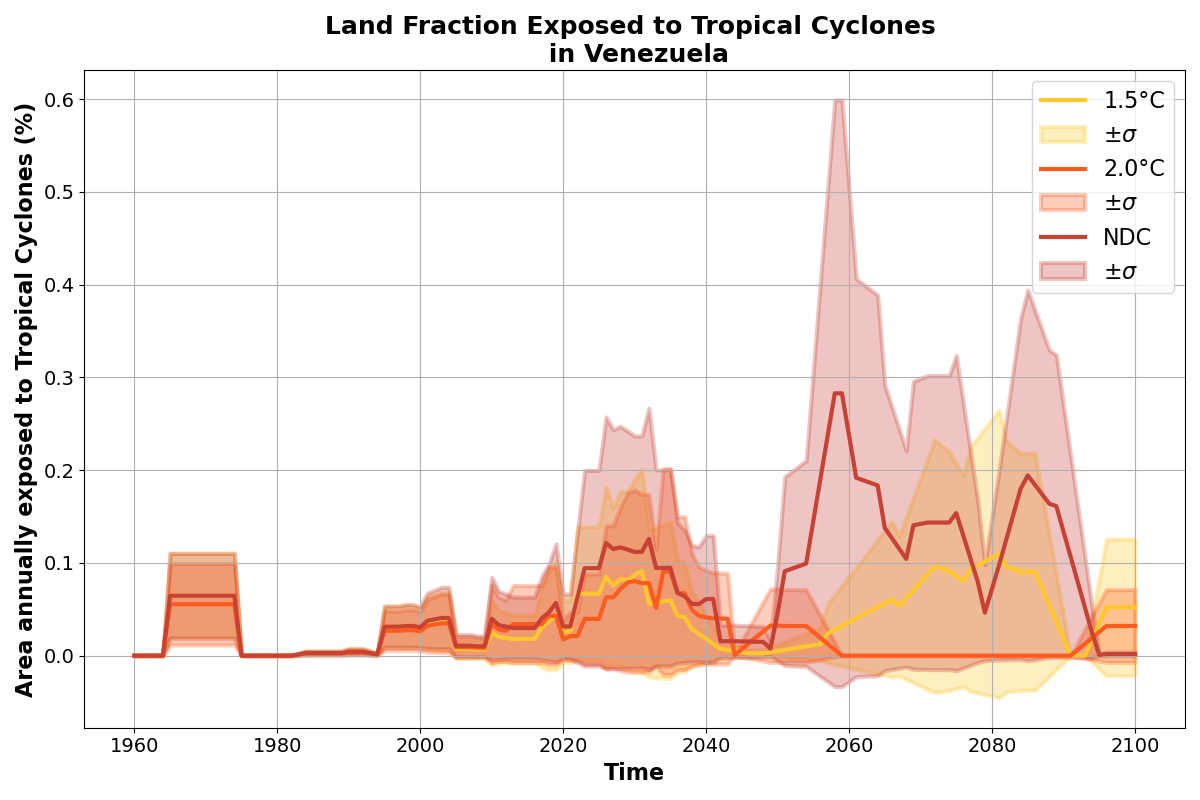 Land Fraction Exposed to Tropical Cyclones
in Venezuela
Area annually exposed to Tropical Cyclones (%)
0.6
0.5
0.4
0.3
0.2
0.1
0.0
1.5°C
±σ
2.0°C
±σ
NDC
±σ
1960 1980 2000 2020 2040 2060 2080 2100
Time